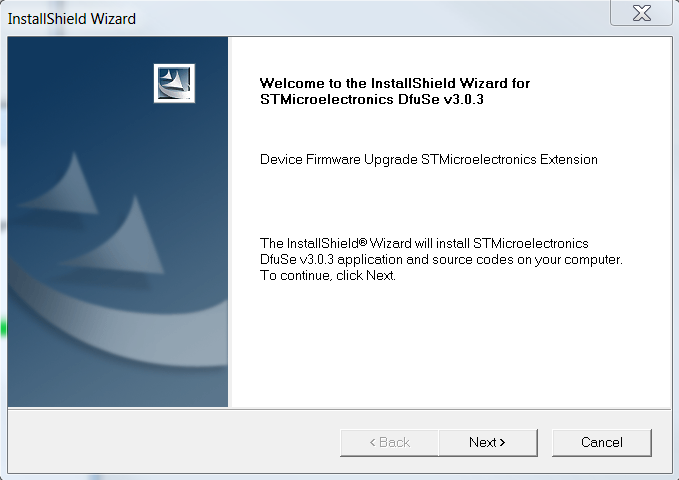 InstallShield Wizard
Welcome to the InstallShield Wizard for
STMicroelectronics DfuSe v3.0.3
Device Firmware Upgrade STMicroelectronics Extension
The InstallShield® Wizard will install STMicroelectronics
DfuSe v3.0.3 application and source codes on your computer.
To continue, click Next.
< Back
Next >
Cancel